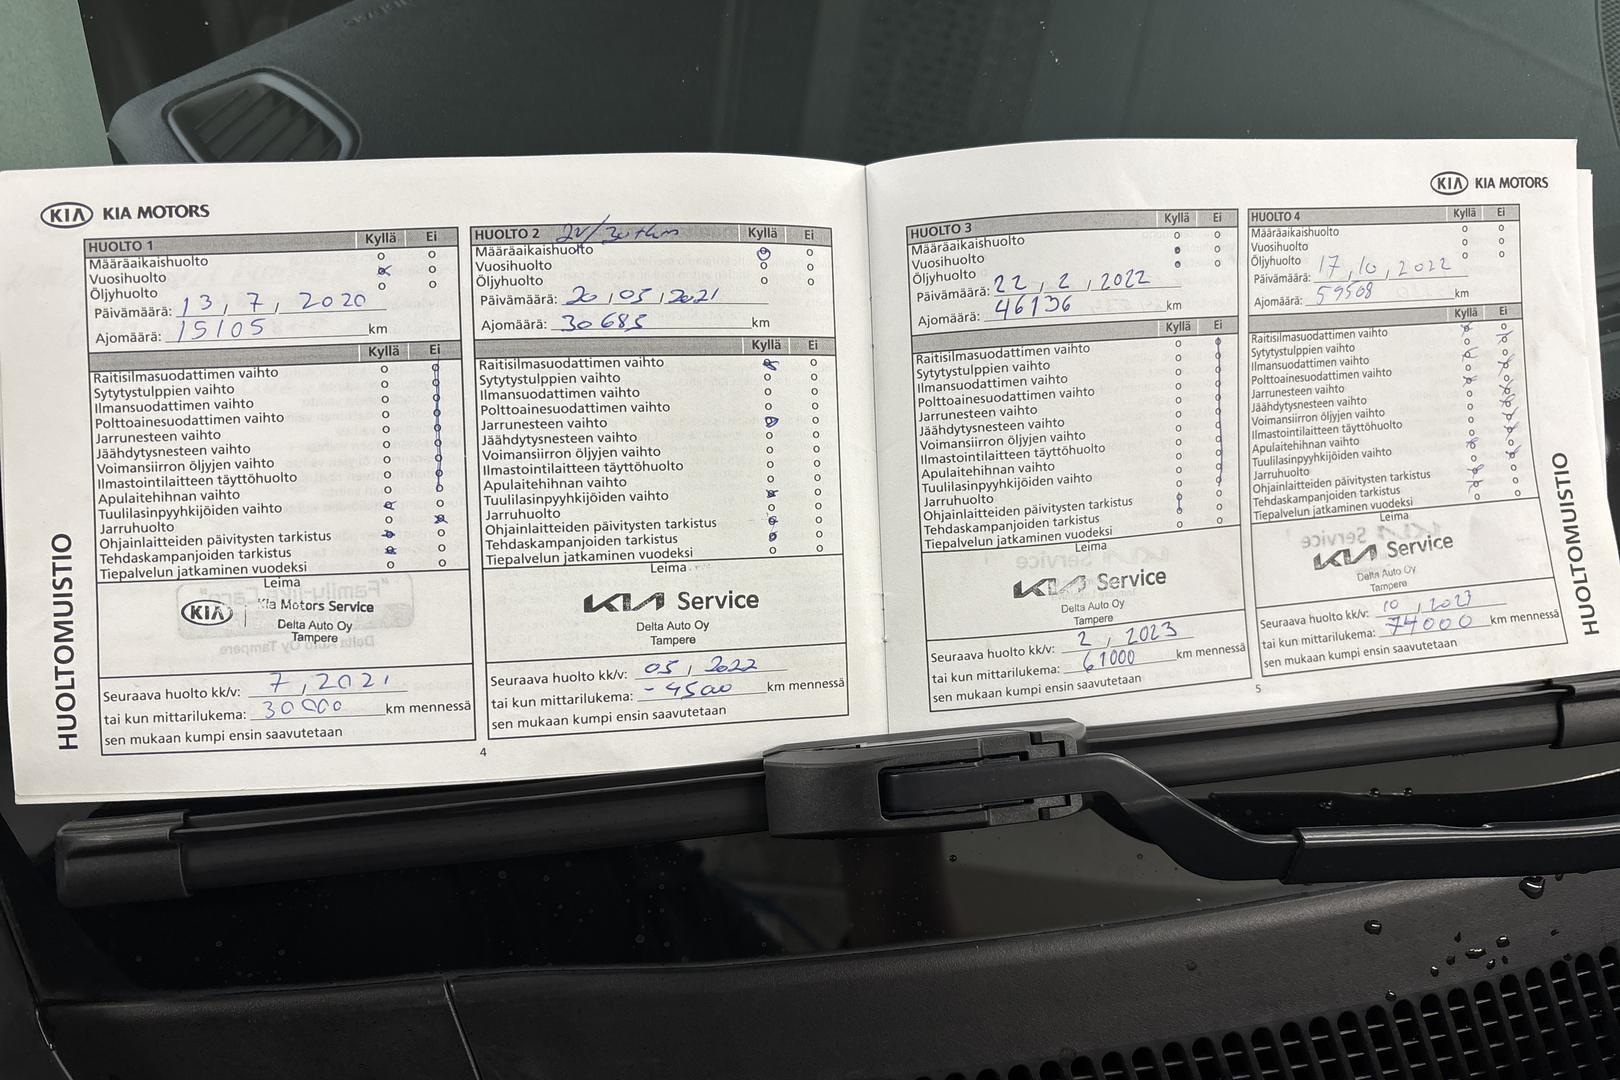 KIA KIA MOTORS
HUOLTO 1 Kyllä Ei
Määräaikaishuolto o o
Vuosihuolto o
Öljyhuolto o o
Päivämäärä: 13, 7, 2020
Ajomäärä: 15105 km
Kyllä Ei
Raitisilmasuodattimen vaihto
Sytytystulppien vaihto
Ilmansuodattimen vaihto
Polttoainesuodattimen vaihto
Jarrunesteen vaihto
Jäähdytysnesteen vaihto
Voimansiirron öljyjen vaihto
Ilmastointilaitteen täyttöhuolto
Apulaitehihnan vaihto
Tuulilasinpyyhkijöiden vaihto
Jarruhuolto
Ohjainlaitteiden päivitysten tarkistus
Tehdaskampanjoiden tarkistus
Tiepalvelun jatkaminen vuodeksi
Leima
KIA Kia Motors Service
Delta Auto Oy
Tampere
Seuraava huolto kk/v: 7, 2021
tai kun mittarilukema: 30000 km mennessä
sen mukaan kumpi ensin saavutetaan
HUOLTOMUISTIO
HUOLTO 2 2v/30tkm Kyllä Ei
Määräaikaishuolto
Vuosihuolto
Öljyhuolto
Päivämäärä: 20, 05, 2021
Ajomäärä: 30685 km
Kyllä Ei
Raitisilmasuodattimen vaihto
Sytytystulppien vaihto
Ilmansuodattimen vaihto
Polttoainesuodattimen vaihto
Jarrunesteen vaihto
Jäähdytysnesteen vaihto
Voimansiirron öljyjen vaihto
Ilmastointilaitteen täyttöhuolto
Apulaitehihnan vaihto
Tuulilasinpyyhkijöiden vaihto
Jarruhuolto
Ohjainlaitteiden päivitysten tarkistus
Tehdaskampanjoiden tarkistus
Tiepalvelun jatkaminen vuodeksi
Leima
KIA Service
Delta Auto Oy
Tampere
Seuraava huolto kk/v: 05, 2022
tai kun mittarilukema: - 4500 km mennessä
sen mukaan kumpi ensin saavutetaan
4
KIA KIA MOTORS
HUOLTO 3 Kyllä Ei
Määräaikaishuolto
Vuosihuolto
Öljyhuolto
Päivämäärä: 22, 2, 2022
Ajomäärä: 46136 km
Kyllä Ei
Raitisilmasuodattimen vaihto
Sytytystulppien vaihto
Ilmansuodattimen vaihto
Polttoainesuodattimen vaihto
Jarrunesteen vaihto
Jäähdytysnesteen vaihto
Voimansiirron öljyjen vaihto
Ilmastointilaitteen täyttöhuolto
Apulaitehihnan vaihto
Tuulilasinpyyhkijöiden vaihto
Jarruhuolto
Ohjainlaitteiden päivitysten tarkistus
Tehdaskampanjoiden tarkistus
Tiepalvelun jatkaminen vuodeksi
Leima
KIA Service
Delta Auto Oy
Tampere
Seuraava huolto kk/v: 2, 2023
tai kun mittarilukema: 61000 km mennessä
sen mukaan kumpi ensin saavutetaan
HUOLTO 4 Kyllä Ei
Määräaikaishuolto
Vuosihuolto
Öljyhuolto
Päivämäärä: 17, 10, 2022
Ajomäärä: 59508 km
Kyllä Ei
Raitisilmasuodattimen vaihto
Sytytystulppien vaihto
Ilmansuodattimen vaihto
Polttoainesuodattimen vaihto
Jarrunesteen vaihto
Jäähdytysnesteen vaihto
Voimansiirron öljyjen vaihto
Ilmastointilaitteen täyttöhuolto
Apulaitehihnan vaihto
Tuulilasinpyyhkijöiden vaihto
Jarruhuolto
Ohjainlaitteiden päivitysten tarkistus
Tehdaskampanjoiden tarkistus
Tiepalvelun jatkaminen vuodeksi
Leima
KIA Service
Delta Auto Oy
Tampere
Seuraava huolto kk/v: 10, 2023
tai kun mittarilukema: 74000 km mennessä
sen mukaan kumpi ensin saavutetaan
5
HUOLTOMUISTIO